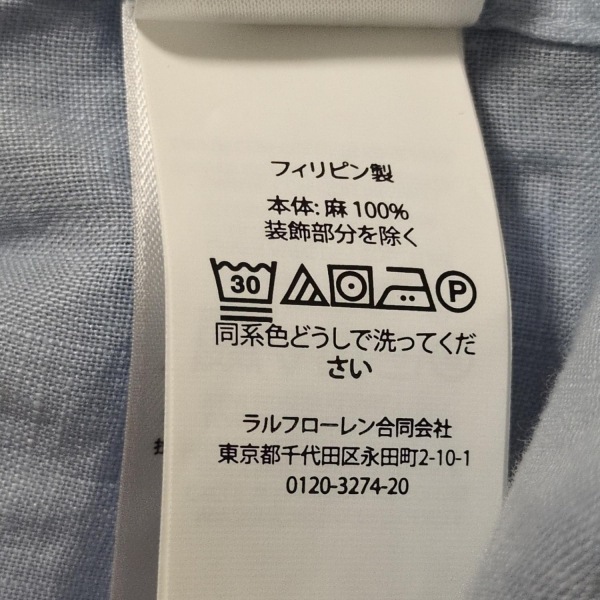 フィリピン製
本体: 麻 100%
装飾部分を除く
30 P
同系色どうしで洗ってくだ
さい
ラルフローレン合同会社
東京都千代田区永田町2-10-1
0120-3274-20